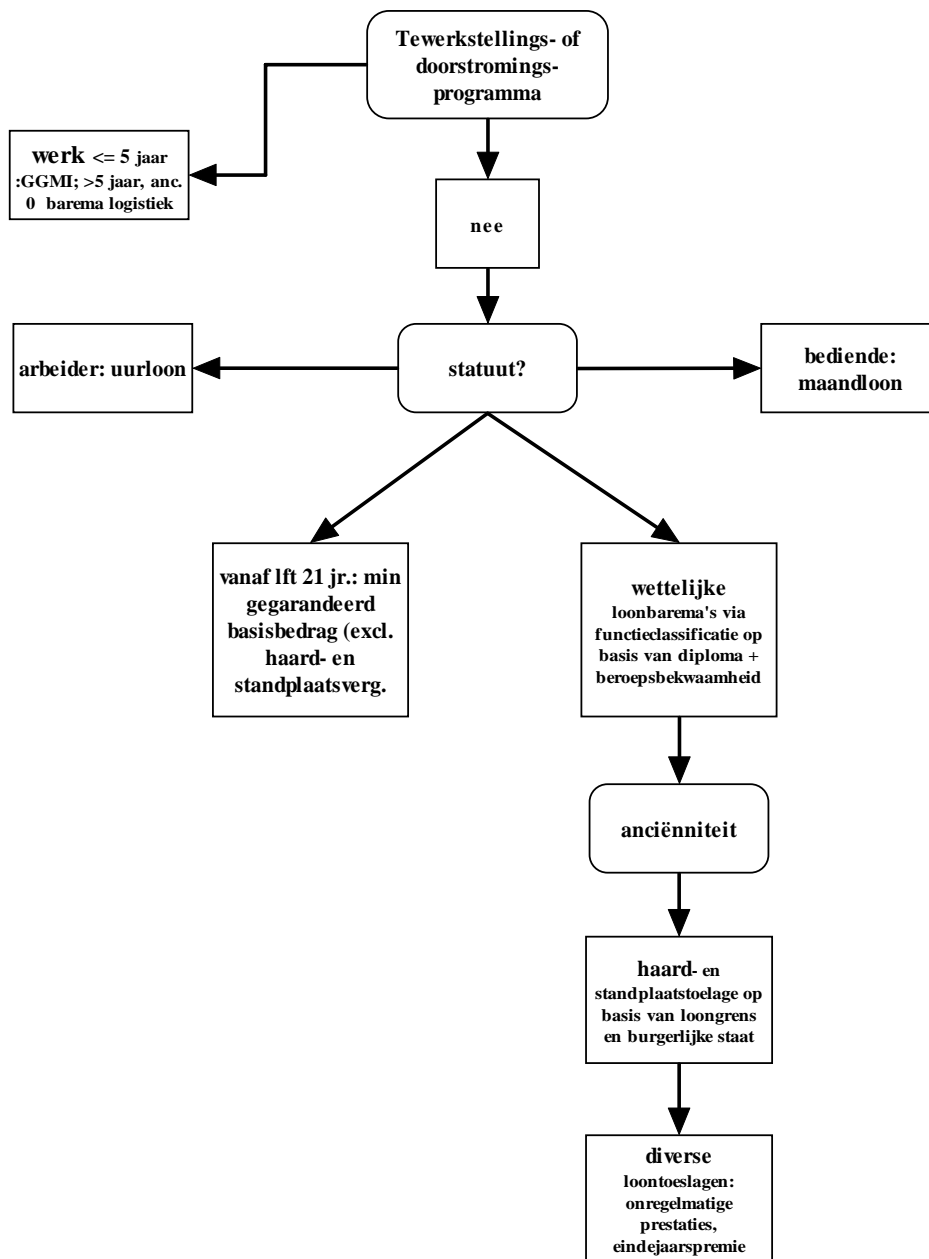 Tewerkstellings- of
doorstromings-
programma
werk <= 5 jaar
:GGMI; >5 jaar, anc.
0 barema logistiek
nee
arbeider: uurloon
statuut?
bediende:
maandloon
vanaf lft 21 jr.: min
gegarandeerd
basisbedrag (excl.
haard- en
standplaatsverg.
wettelijke
loonbarema's via
functieclassificatie op
basis van diploma +
beroepsbekwaamheid
anciënniteit
haard- en
standplaatstoelage op
basis van loongrens
en burgerlijke staat
diverse
loontoeslagen:
onregelmatige
prestaties,
eindejaarspremie